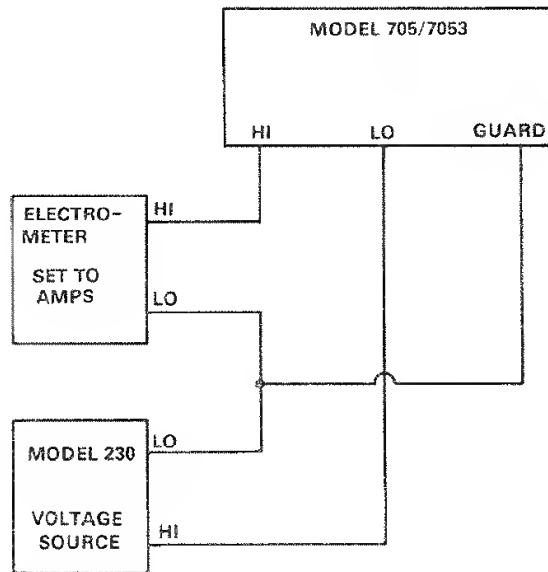 MODEL 705/7053
HI
LO
GUARD
ELECTRO-
METER
SET TO
AMPS
HI
LO
MODEL 230
VOLTAGE
SOURCE
LO
HI